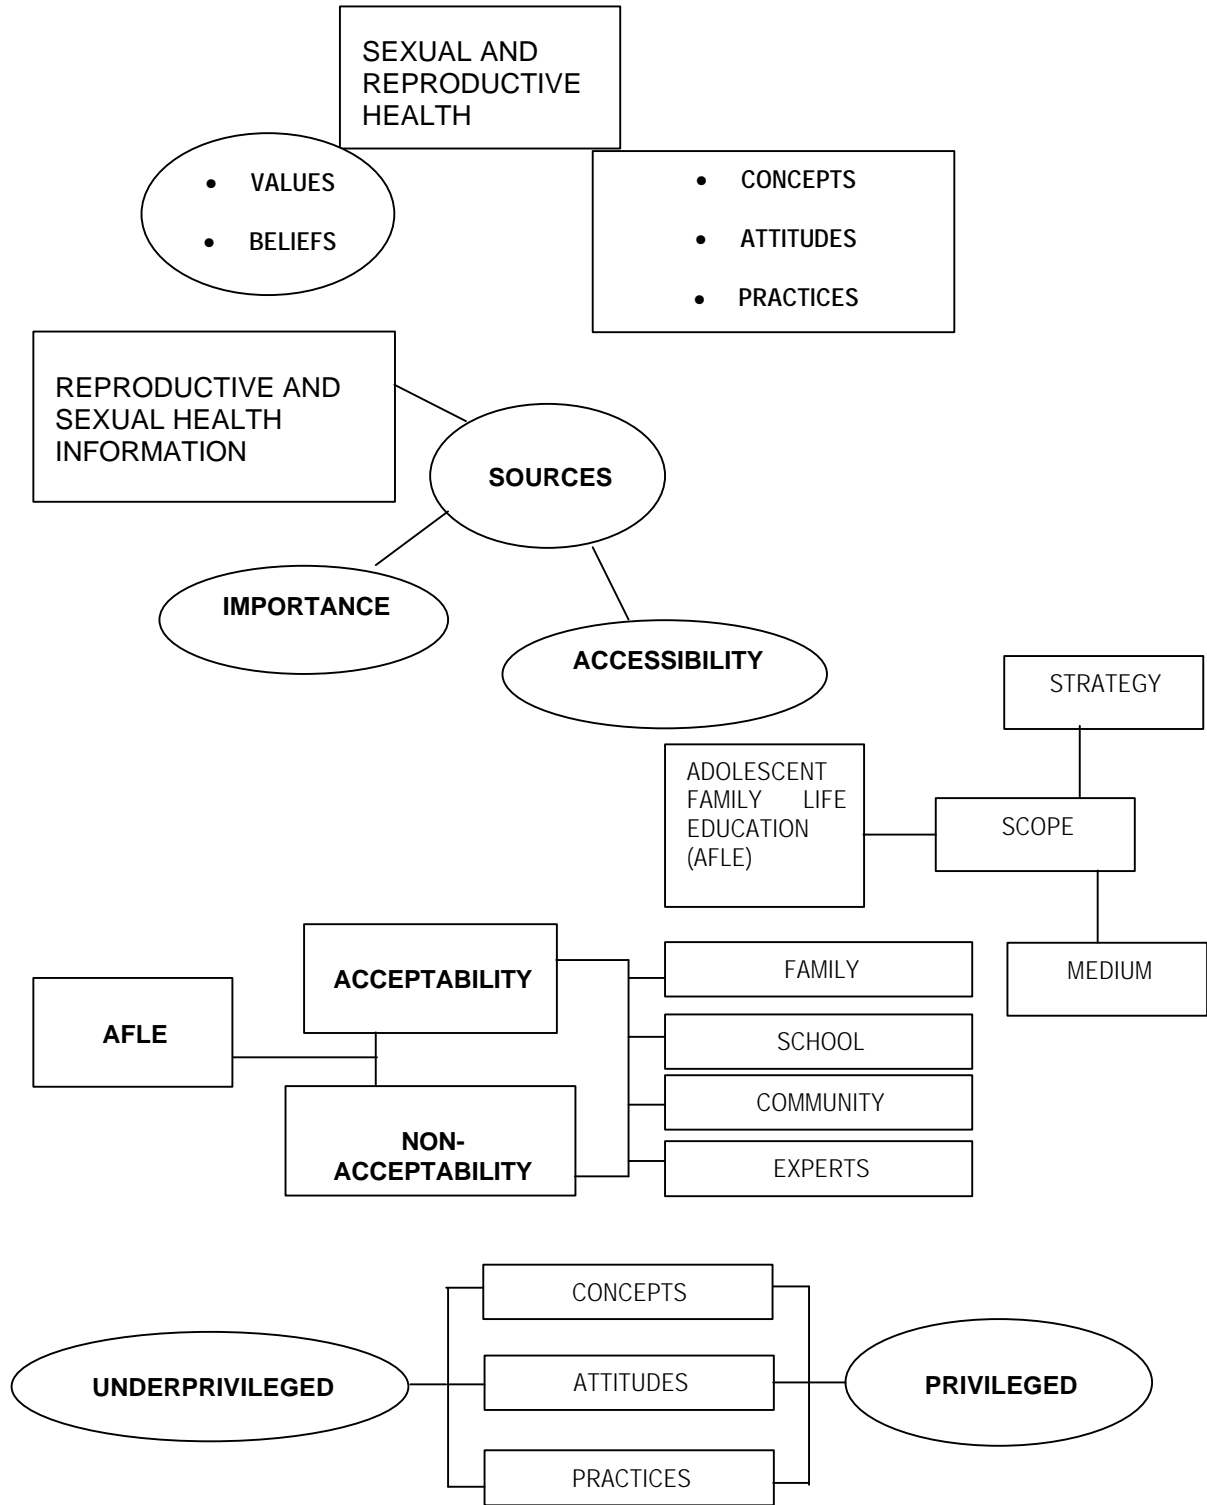 SEXUAL AND
REPRODUCTIVE
HEALTH
• VALUES
• BELIEFS
• CONCEPTS
• ATTITUDES
• PRACTICES
REPRODUCTIVE AND
SEXUAL HEALTH
INFORMATION
SOURCES
IMPORTANCE
ACCESSIBILITY
STRATEGY
ADOLESCENT
FAMILY LIFE
EDUCATION
(AFLE)
SCOPE
MEDIUM
AFLE
ACCEPTABILITY
NON-
ACCEPTABILITY
FAMILY
SCHOOL
COMMUNITY
EXPERTS
UNDERPRIVILEGED
CONCEPTS
ATTITUDES
PRACTICES
PRIVILEGED